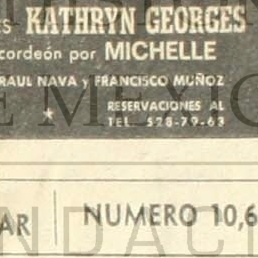 s KATHRYN GEORGES
cordeón por MICHELLE
RAUL NAVA y FRANCISCO MUÑOZ
RESERVACIONES AL
TEL. 528-79-63
AR NUMERO 10,6